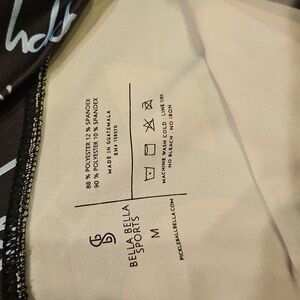 BELLA BELLA
SPORTS
M
PICKLEBALLBELLA.COM
88 % POLYESTER 12 % SPANDEX
90 % POLYESTER 10 % SPANDEX
MADE IN GUATEMALA
MACHINE WASH COLD . LINE DRY
NO BLEACH NO IRON